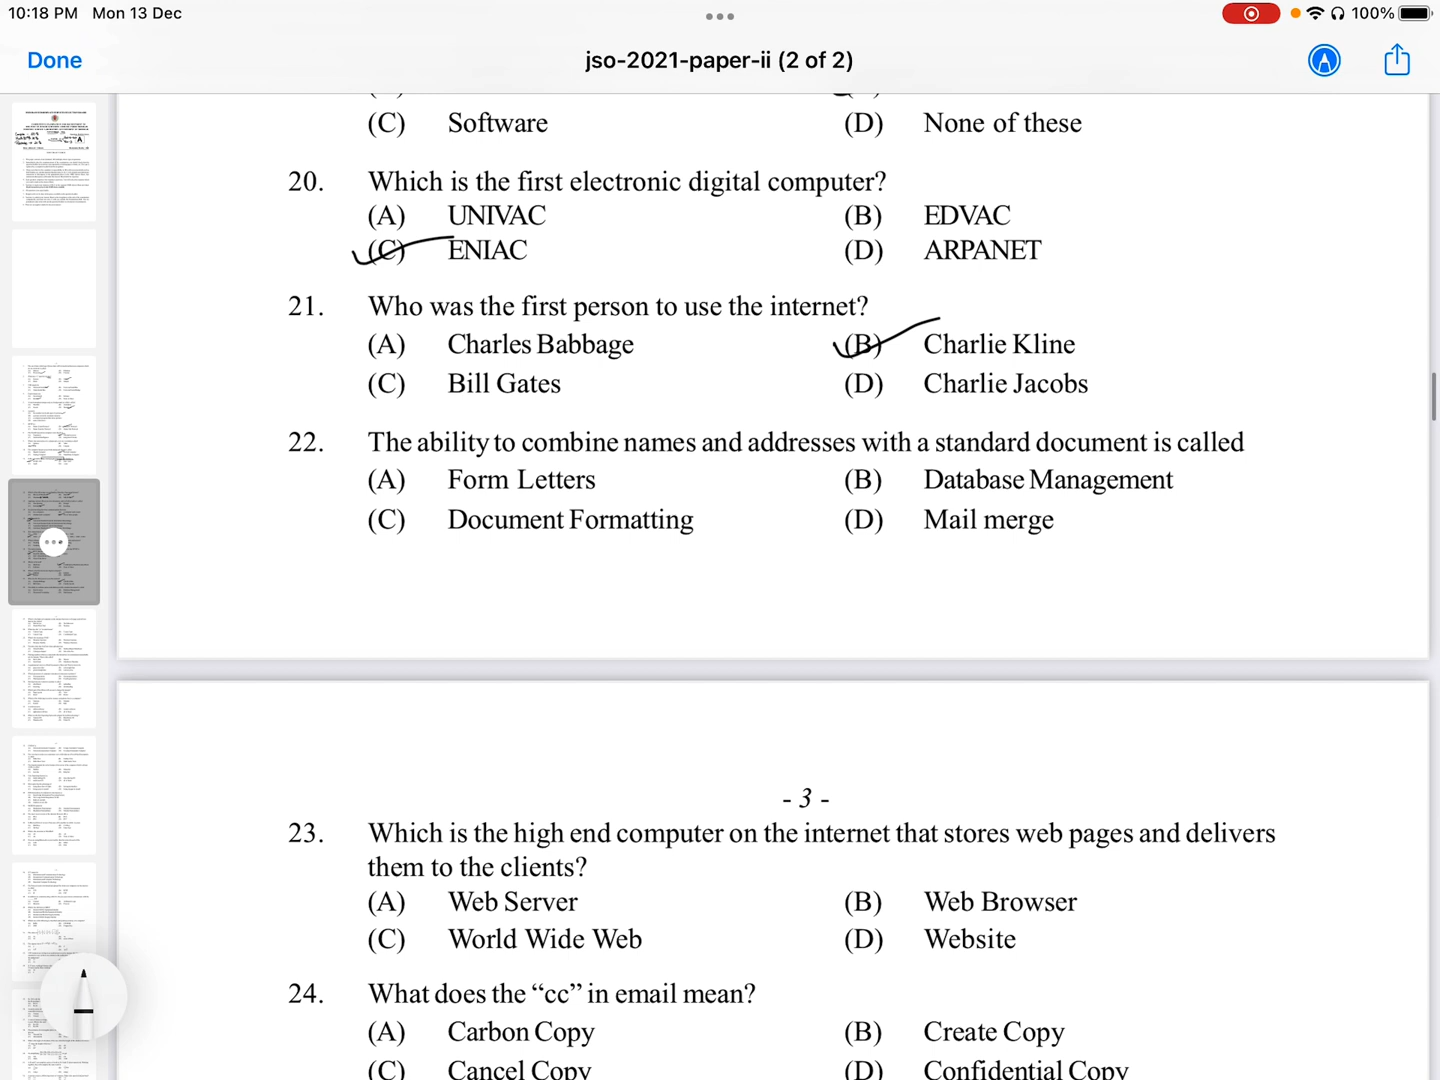 10:18 PM Mon 13 Dec
100%
Done
jso-2021-paper-ii (2 of 2)
(C) Software (D) None of these
20. Which is the first electronic digital computer?
(A) UNIVAC (B) EDVAC
(C) ENIAC (D) ARPANET
21. Who was the first person to use the internet?
(A) Charles Babbage (B) Charlie Kline
(C) Bill Gates (D) Charlie Jacobs
22. The ability to combine names and addresses with a standard document is called
(A) Form Letters (B) Database Management
(C) Document Formatting (D) Mail merge
- 3 -
23. Which is the high end computer on the internet that stores web pages and delivers
them to the clients?
(A) Web Server (B) Web Browser
(C) World Wide Web (D) Website
24. What does the “cc” in email mean?
(A) Carbon Copy (B) Create Copy
(C) Cancel Copy (D) Confidential Copy